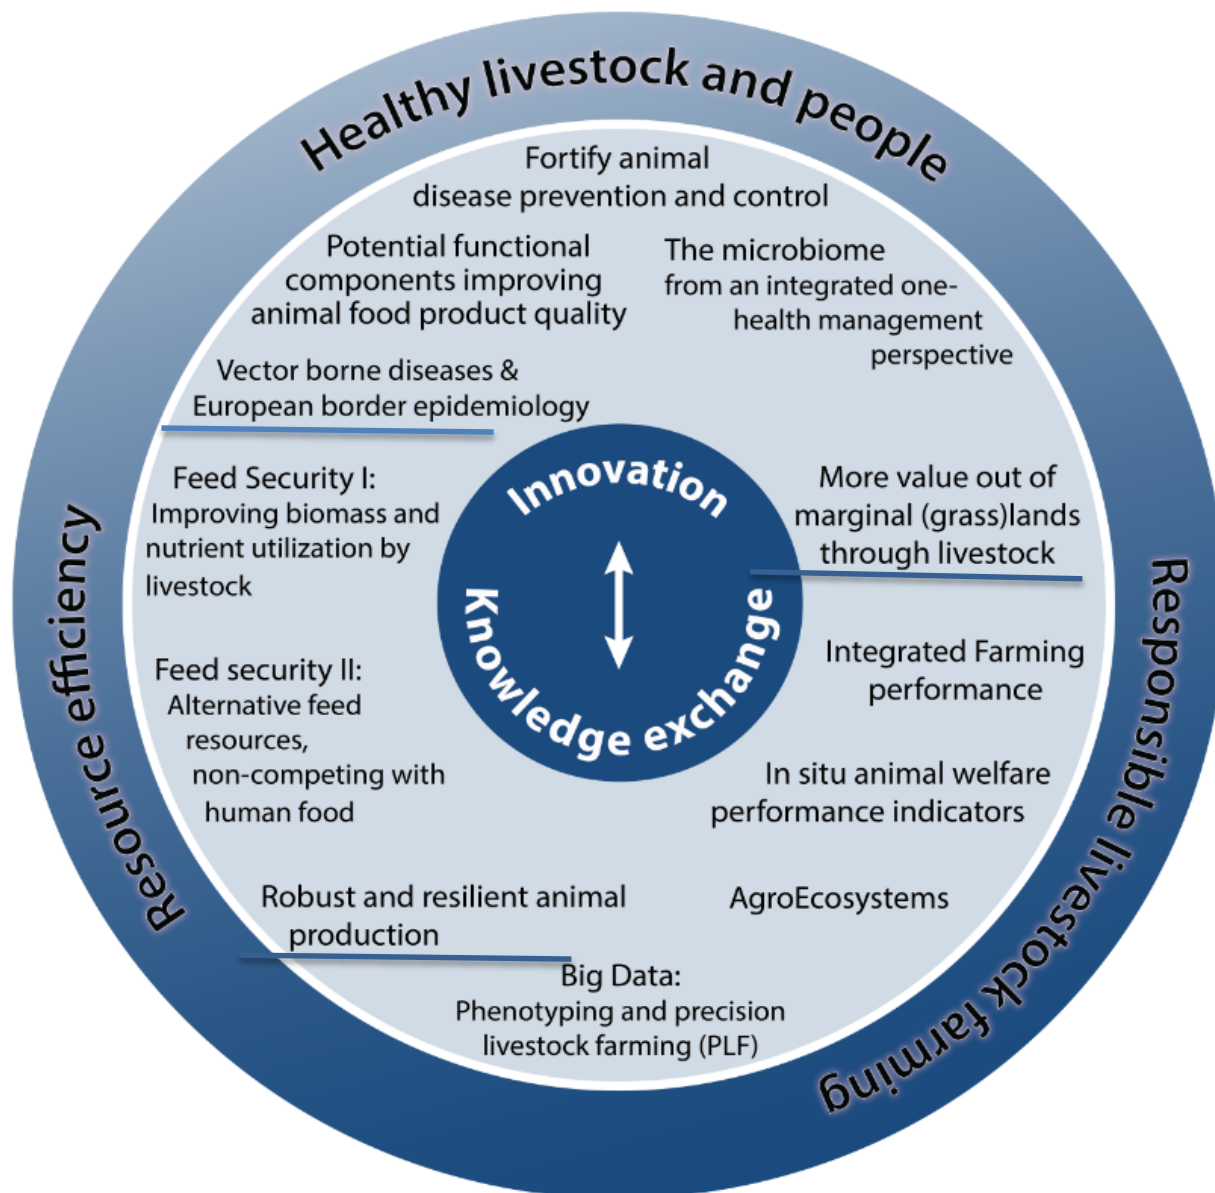 Healthy livestock and people
Fortify animal
disease prevention and control
Potential functional
components improving
animal food product quality
The microbiome
from an integrated one-
health management
perspective
Vector borne diseases &
European border epidemiology
Innovation
Knowledge exchange
Resource efficiency
Feed Security I:
Improving biomass and
nutrient utilization by
livestock
Feed security II:
Alternative feed
resources,
non-competing with
human food
Robust and resilient animal
production
Responsible livestock farming
More value out of
marginal (grass)lands
through livestock
Integrated Farming
performance
In situ animal welfare
performance indicators
AgroEcosystems
Big Data:
Phenotyping and precision
livestock farming (PLF)